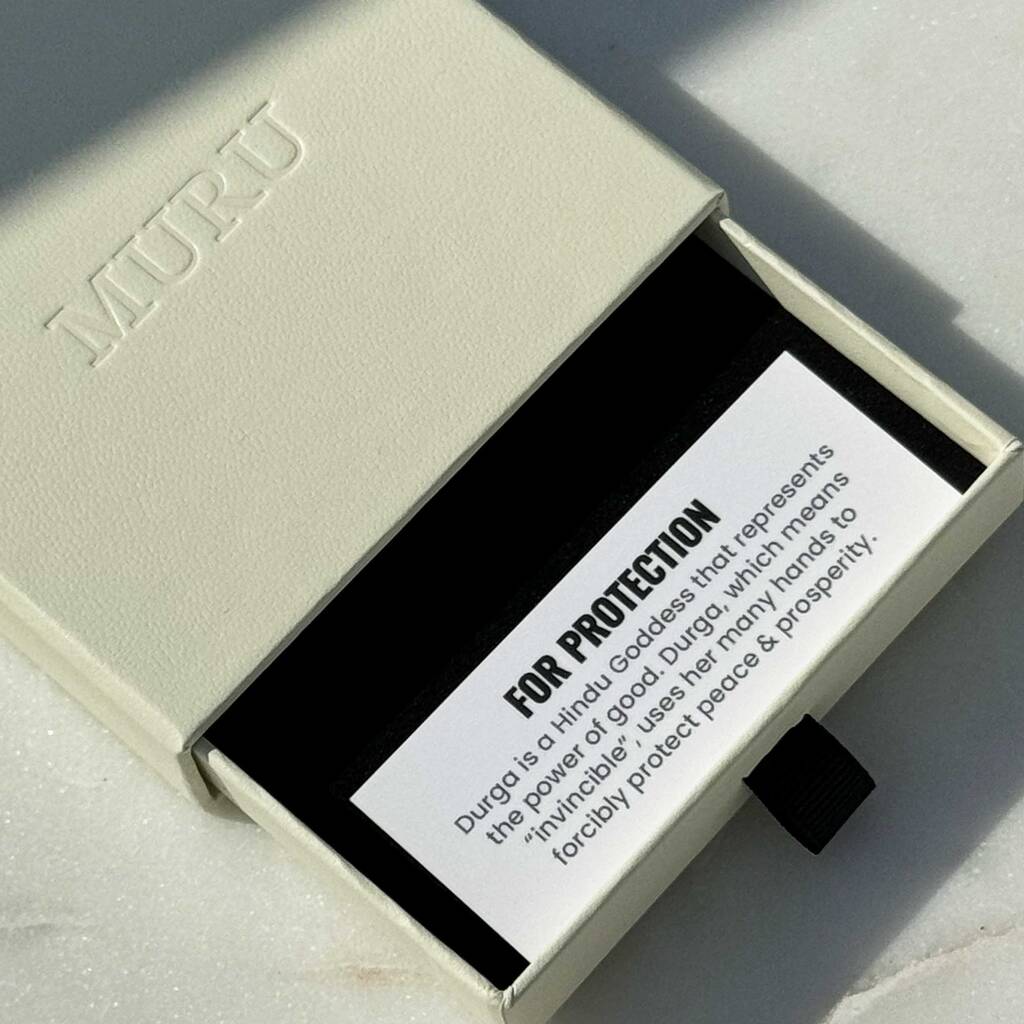 MURU
FOR PROTECTION
Durga is a Hindu Goddess that represents
the power of good. Durga, which means
“invincible”, uses her many hands to
forcibly protect peace & prosperity.